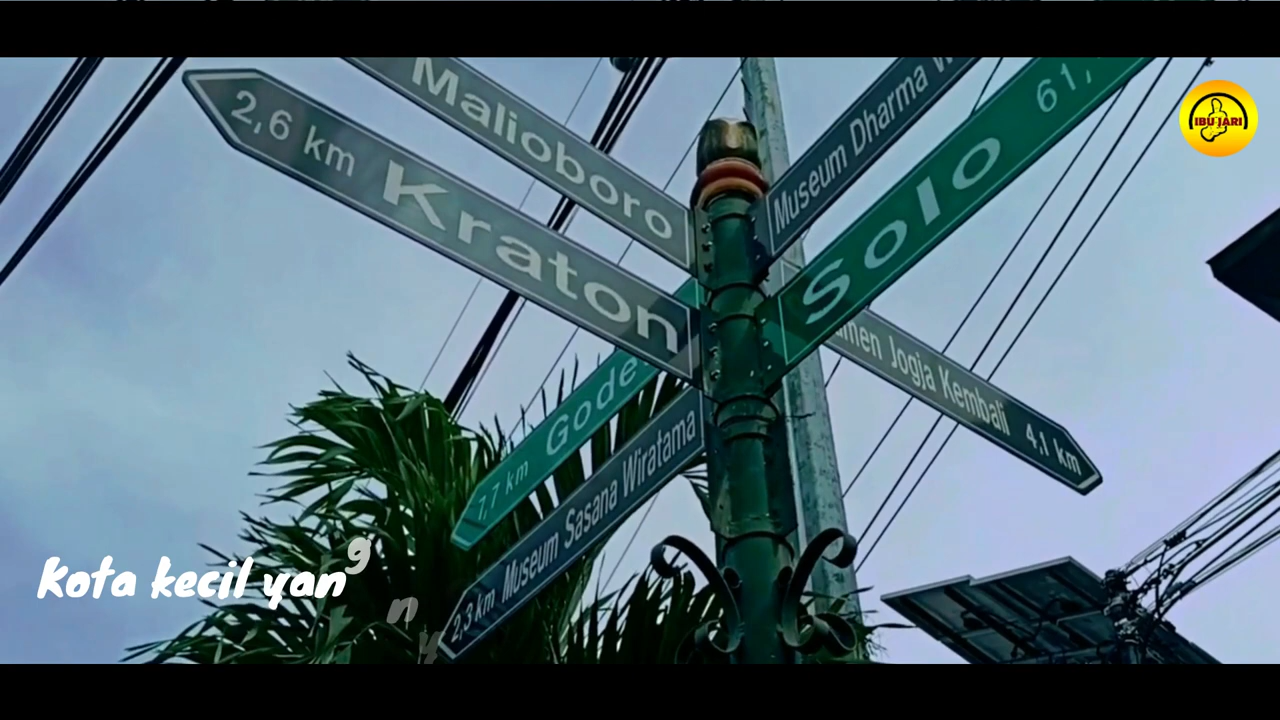 Malioboro
2,6 km Kraton
Museum Dharma
Solo 61,
IBU JARI
Jogja Kembali 4,1 km
7,7 km Gode
2,3 km Museum Sasana Wiratama
Kota kecil yang